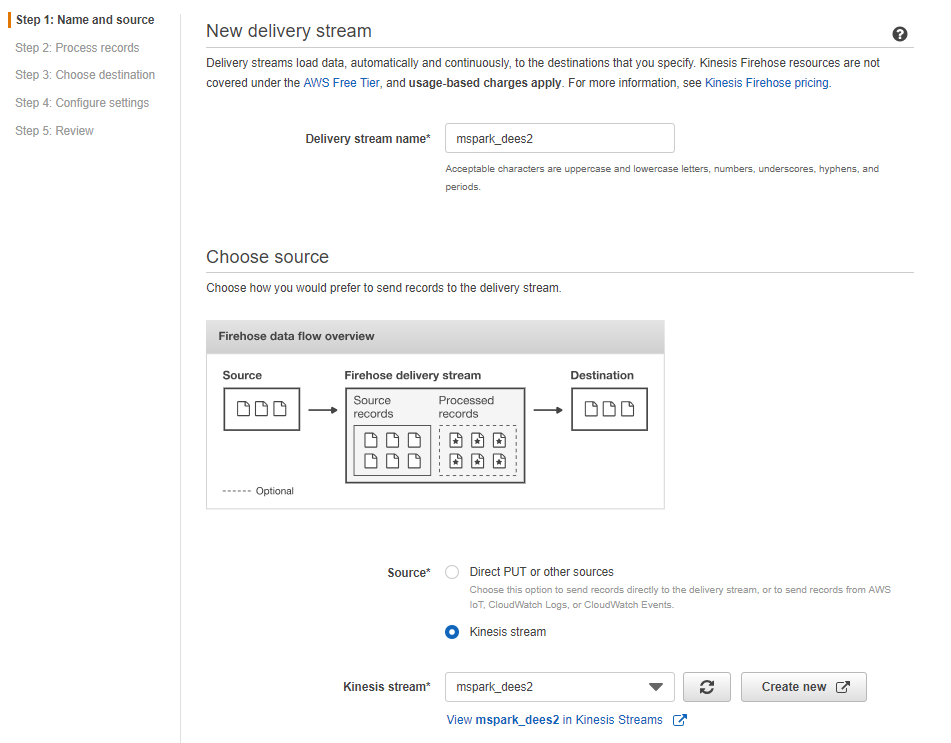 Step 1: Name and source
Step 2: Process records
Step 3: Choose destination
Step 4: Configure settings
Step 5: Review
New delivery stream
Delivery streams load data, automatically and continuously, to the destinations that you specify. Kinesis Firehose resources are not
covered under the AWS Free Tier, and usage-based charges apply. For more information, see Kinesis Firehose pricing.
Delivery stream name*
mspark_dees2
Acceptable characters are uppercase and lowercase letters, numbers, underscores, hyphens, and
periods.
Choose source
Choose how you would prefer to send records to the delivery stream.
Firehose data flow overview
Source
Firehose delivery stream
Destination
Source
records
Processed
records
Optional
Source*
Direct PUT or other sources
Choose this option to send records directly to the delivery stream, or to send records from AWS
IoT, CloudWatch Logs, or CloudWatch Events.
Kinesis stream
Kinesis stream*
mspark_dees2
Create new
View mspark_dees2 in Kinesis Streams